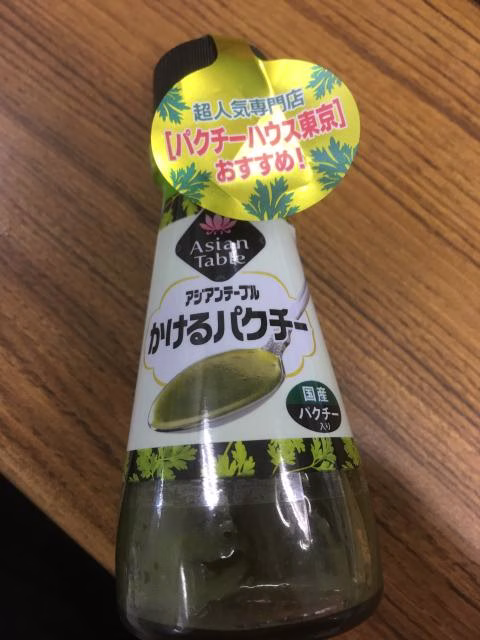 超人気専門店
[パクチーハウス東京]
おすすめ!
Asian
Table
アジアンテーブル
かけるパクチー
国産
パクチー
入り